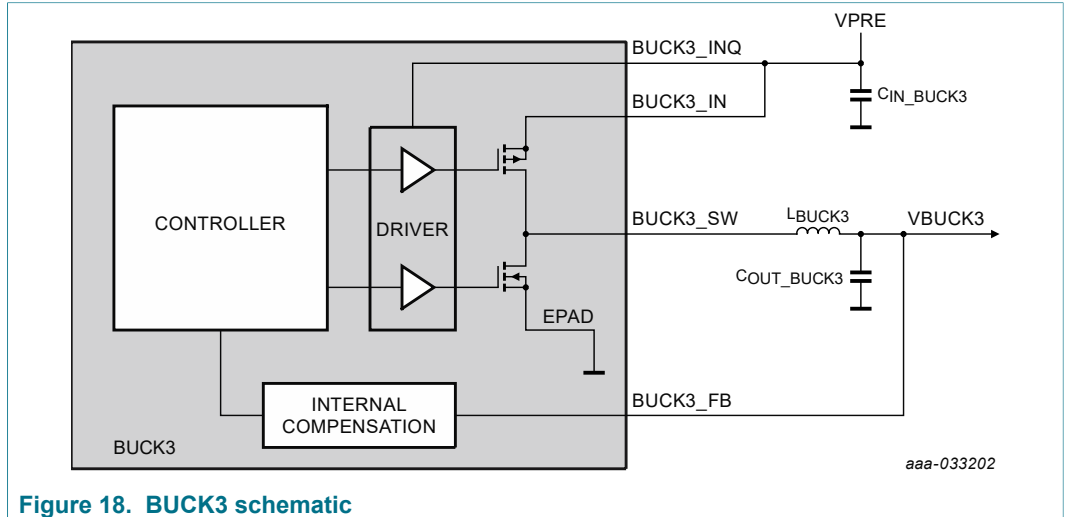 VPRE
BUCK3_INQ
BUCK3_IN
CIN_BUCK3
CONTROLLER
DRIVER
BUCK3_SW
LBUCK3
VBUCK3
COUT_BUCK3
EPAD
INTERNAL
COMPENSATION
BUCK3_FB
BUCK3
aaa-033202
Figure 18. BUCK3 schematic